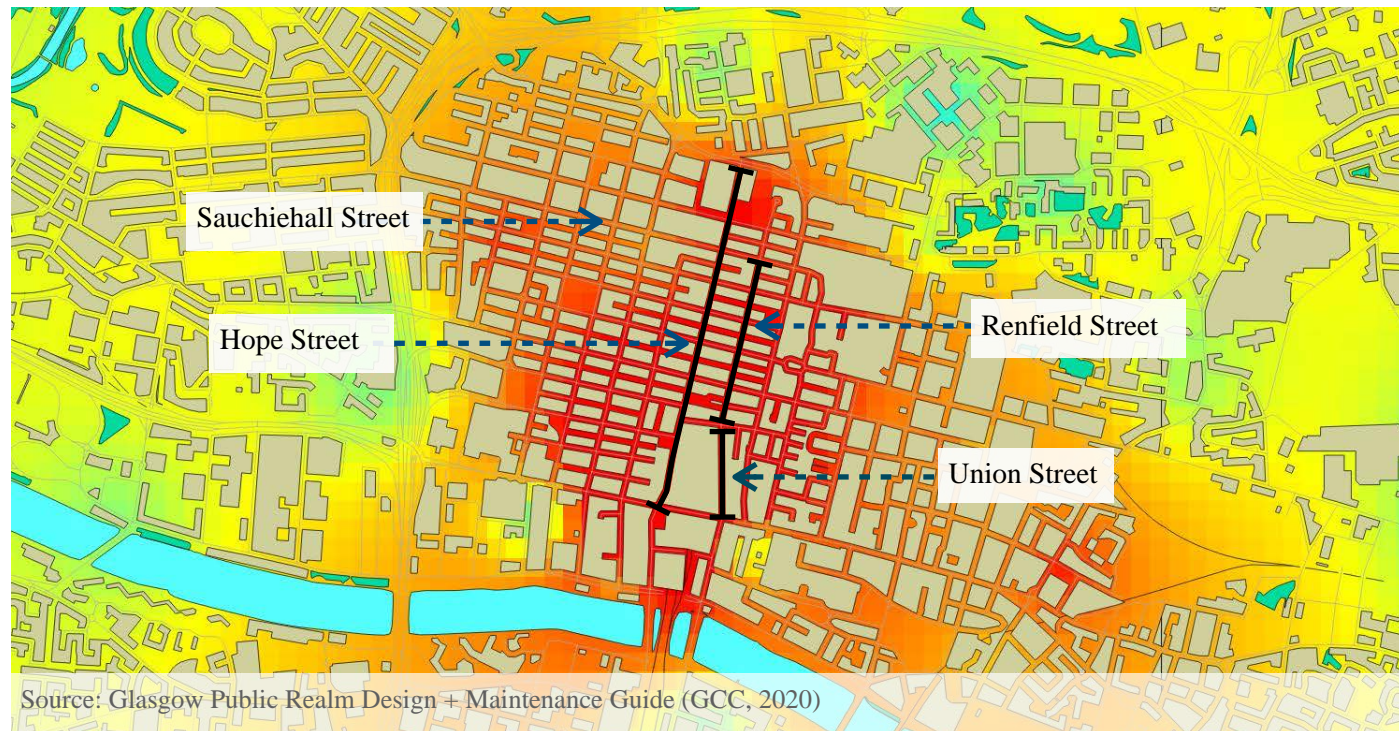 Sauchiehall Street
Hope Street
Renfield Street
Union Street
Source: Glasgow Public Realm Design + Maintenance Guide (GCC, 2020)